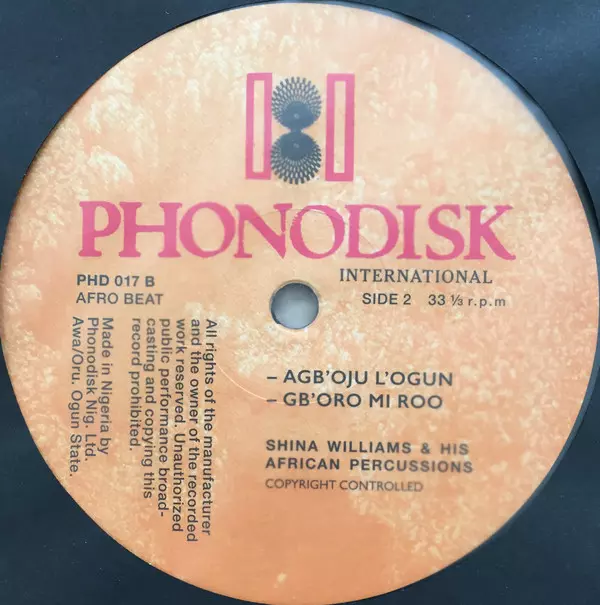 PHONODISK
INTERNATIONAL
PHD 017 B
AFRO BEAT
SIDE 2 33 ⅓ r.p.m
– AGB'OJU L'OGUN
– GB'ORO MI ROO
SHINA WILLIAMS & HIS
AFRICAN PERCUSSIONS
COPYRIGHT CONTROLLED
All rights of the manufacturer
and the owner of the recorded
work reserved. Unauthorized
public performance broad-
casting and copying this
record prohibited.
Made in Nigeria by
Phonodisk Nig. Ltd.
Awa/Oru. Ogun State.